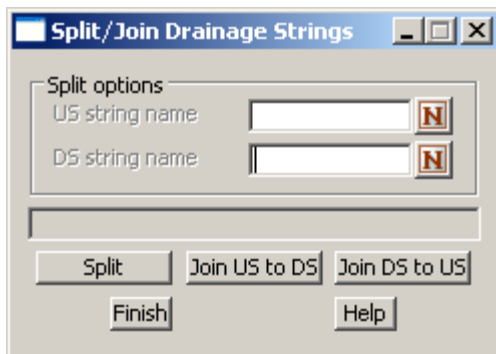 Split/Join Drainage Strings
Split options
US string name N
DS string name N
Split Join US to DS Join DS to US
Finish Help